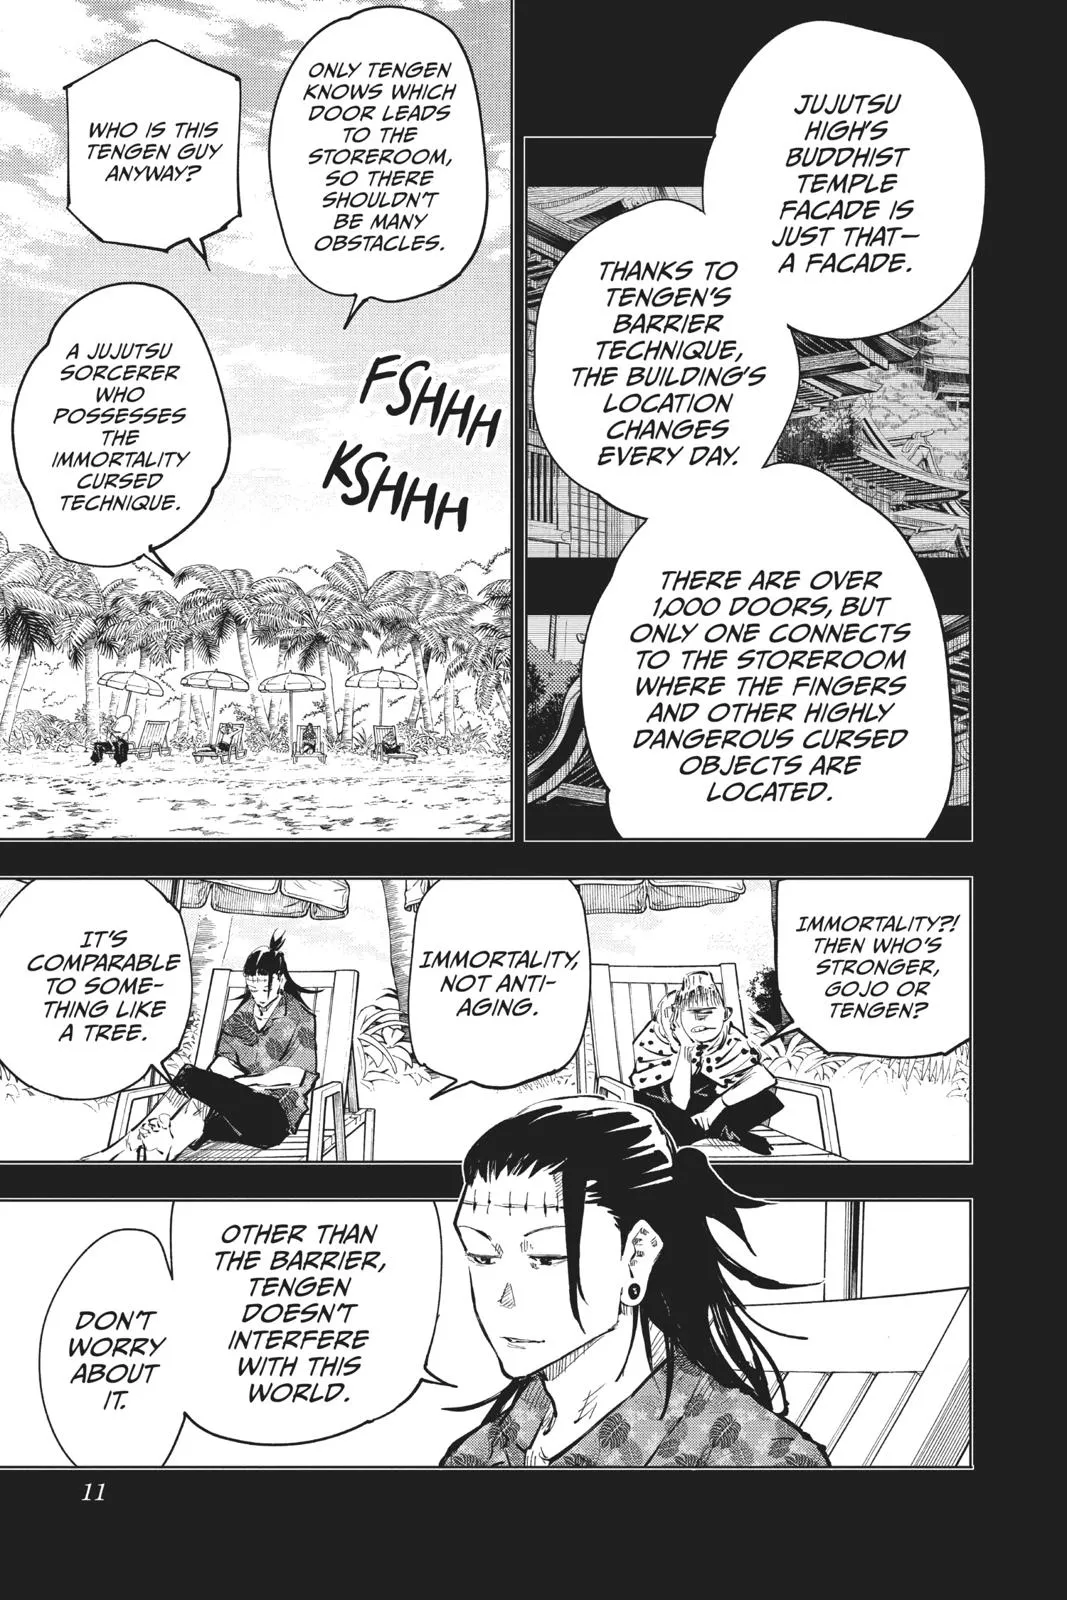 JUJUTSU
HIGH'S
BUDDHIST
TEMPLE
FACADE IS
JUST THAT—
A FACADE.
THANKS TO
TENGEN'S
BARRIER
TECHNIQUE,
THE BUILDING'S
LOCATION
CHANGES
EVERY DAY.
THERE ARE OVER
1,000 DOORS, BUT
ONLY ONE CONNECTS
TO THE STOREROOM
WHERE THE FINGERS
AND OTHER HIGHLY
DANGEROUS CURSED
OBJECTS ARE
LOCATED.
ONLY TENGEN
KNOWS WHICH
DOOR LEADS
TO THE
STOREROOM,
SO THERE
SHOULDN'T
BE MANY
OBSTACLES.
WHO IS THIS
TENGEN GUY
ANYWAY?
FSHHH
KSHHH
A JUJUTSU
SORCERER
WHO
POSSESSES
THE
IMMORTALITY
CURSED
TECHNIQUE.
IMMORTALITY?!
THEN WHO'S
STRONGER,
GOJO OR
TENGEN?
IMMORTALITY,
NOT ANTI-
AGING.
IT'S
COMPARABLE
TO SOME-
THING LIKE
A TREE.
OTHER THAN
THE BARRIER,
TENGEN
DOESN'T
INTERFERE
WITH THIS
WORLD.
DON'T
WORRY
ABOUT
IT.
11